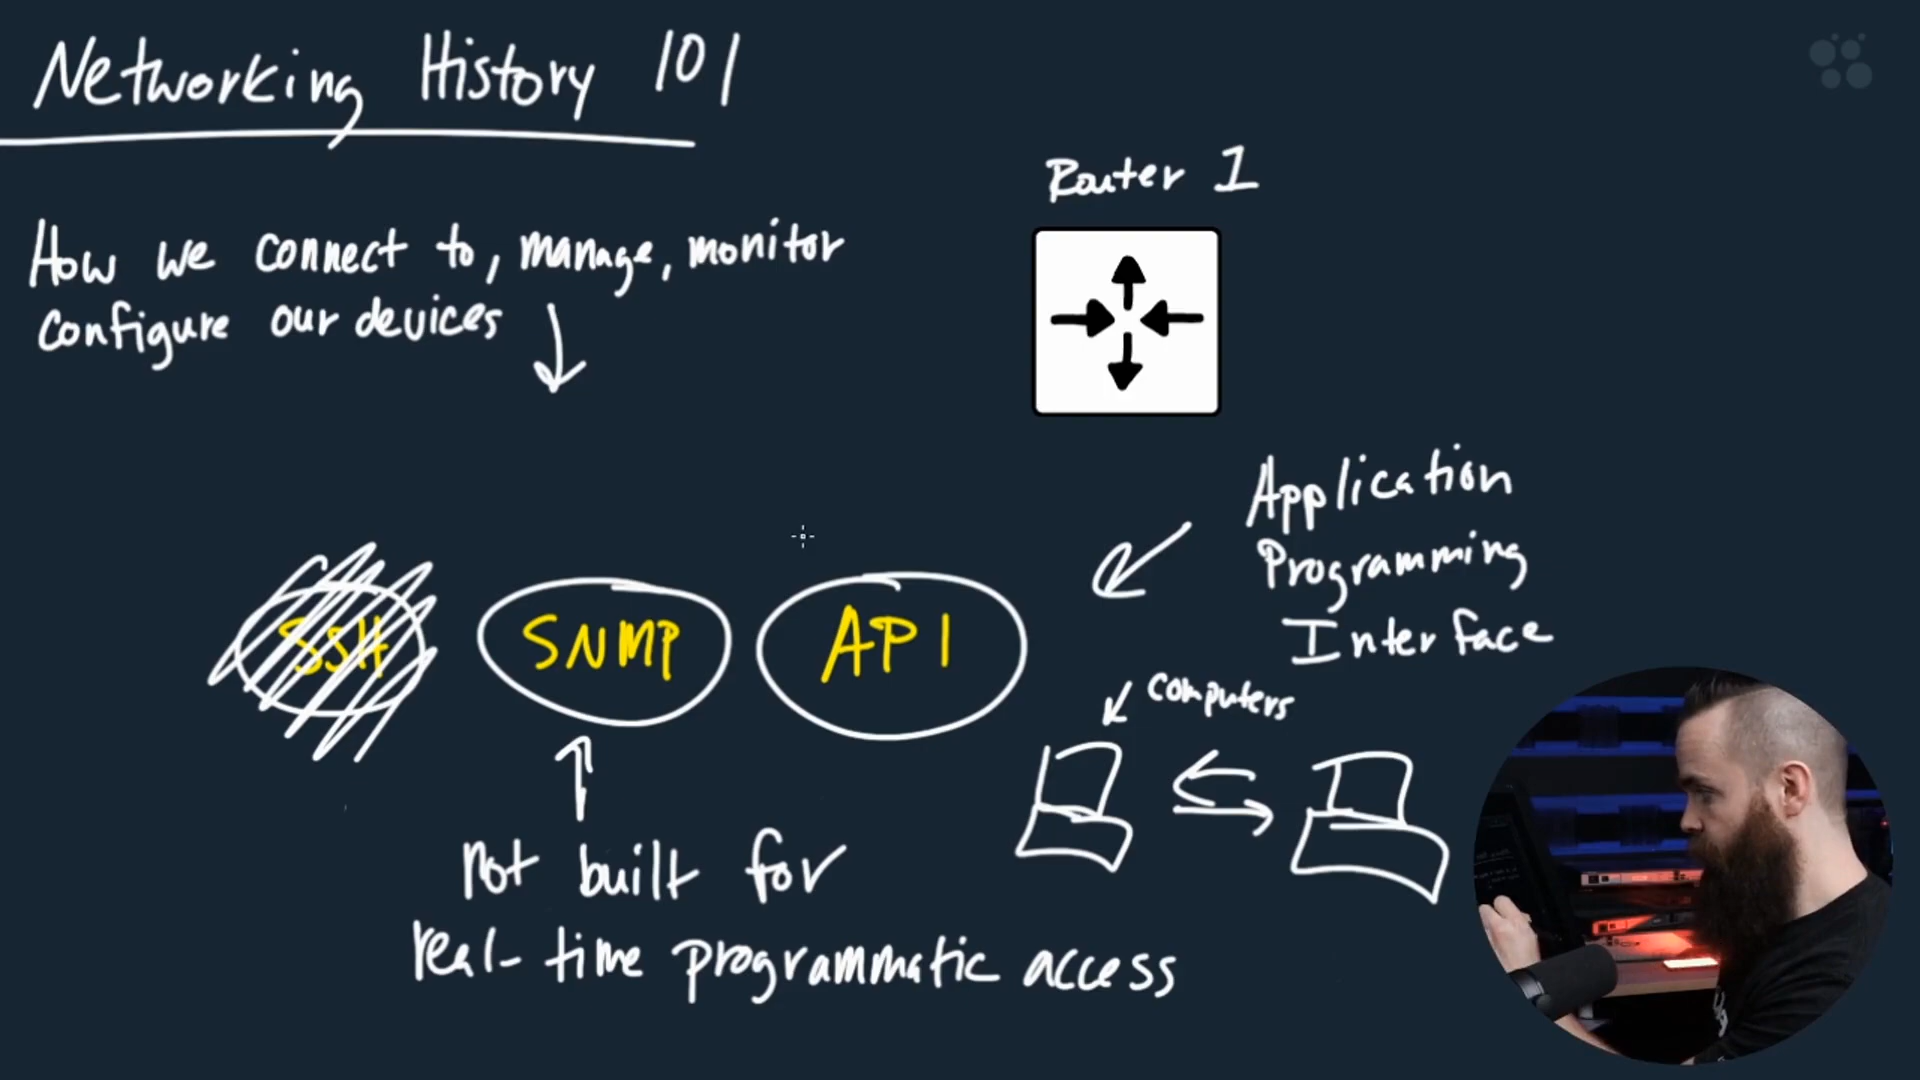 Networking History 101
Router 1
How we connect to, manage, monitor
configure our devices
Application
Programming
Interface
SSH
SNMP
API
computers
not built for
real-time programmatic access